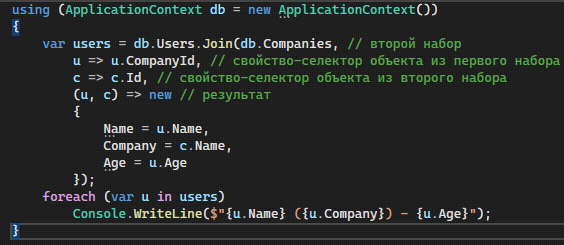 using (ApplicationContext db = new ApplicationContext())
{
var users = db.Users.Join(db.Companies, // второй набор
u => u.CompanyId, // свойство-селектор объекта из первого набора
c => c.Id, // свойство-селектор объекта из второго набора
(u, c) => new // результат
{
Name = u.Name,
Company = c.Name,
Age = u.Age
});
foreach (var u in users)
Console.WriteLine($"{u.Name} ({u.Company}) - {u.Age}");
}